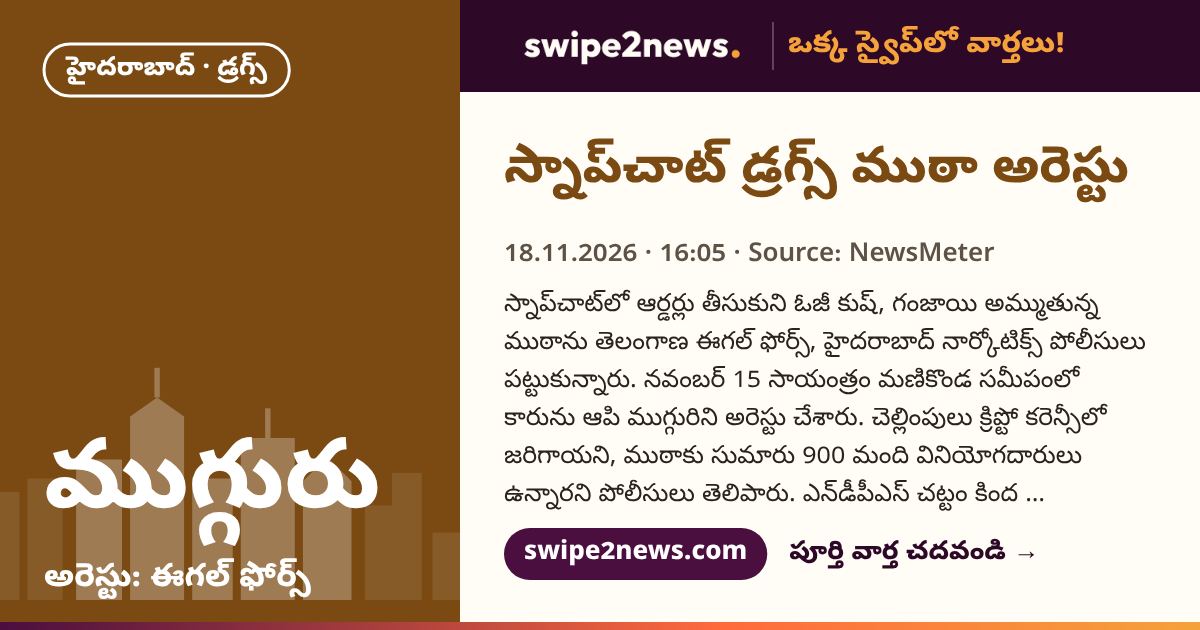 హైదరాబాద్ · డ్రగ్స్
ముగ్గురు
అరెస్టు: ఈగల్ ఫోర్స్
swipe2news.
ఒక్క స్వైప్‌లో వార్తలు!
స్నాప్‌చాట్ డ్రగ్స్ ముఠా అరెస్టు
18.11.2026 · 16:05 · Source: NewsMeter
స్నాప్‌చాట్‌లో ఆర్డర్లు తీసుకుని ఓజీ కుష్, గంజాయి అమ్ముతున్న
ముఠాను తెలంగాణ ఈగల్ ఫోర్స్, హైదరాబాద్ నార్కోటిక్స్ పోలీసులు
పట్టుకున్నారు. నవంబర్ 15 సాయంత్రం మణికొండ సమీపంలో
కారును ఆపి ముగ్గురిని అరెస్టు చేశారు. చెల్లింపులు క్రిప్టో కరెన్సీలో
జరిగాయని, ముఠాకు సుమారు 900 మంది వినియోగదారులు
ఉన్నారని పోలీసులు తెలిపారు. ఎన్‌డీపీఎస్ చట్టం కింద ...
swipe2news.com
పూర్తి వార్త చదవండి →